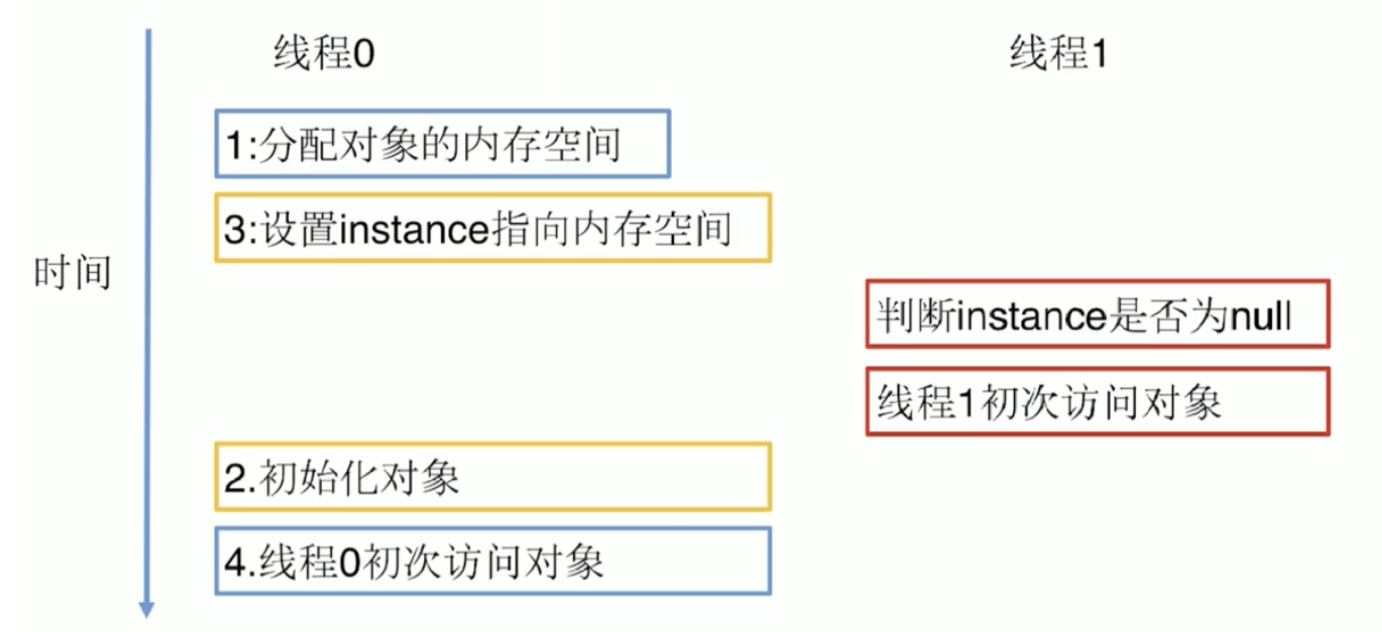 线程0
线程1
1:分配对象的内存空间
3:设置instance指向内存空间
时间
判断instance是否为null
线程1初次访问对象
2.初始化对象
4.线程0初次访问对象